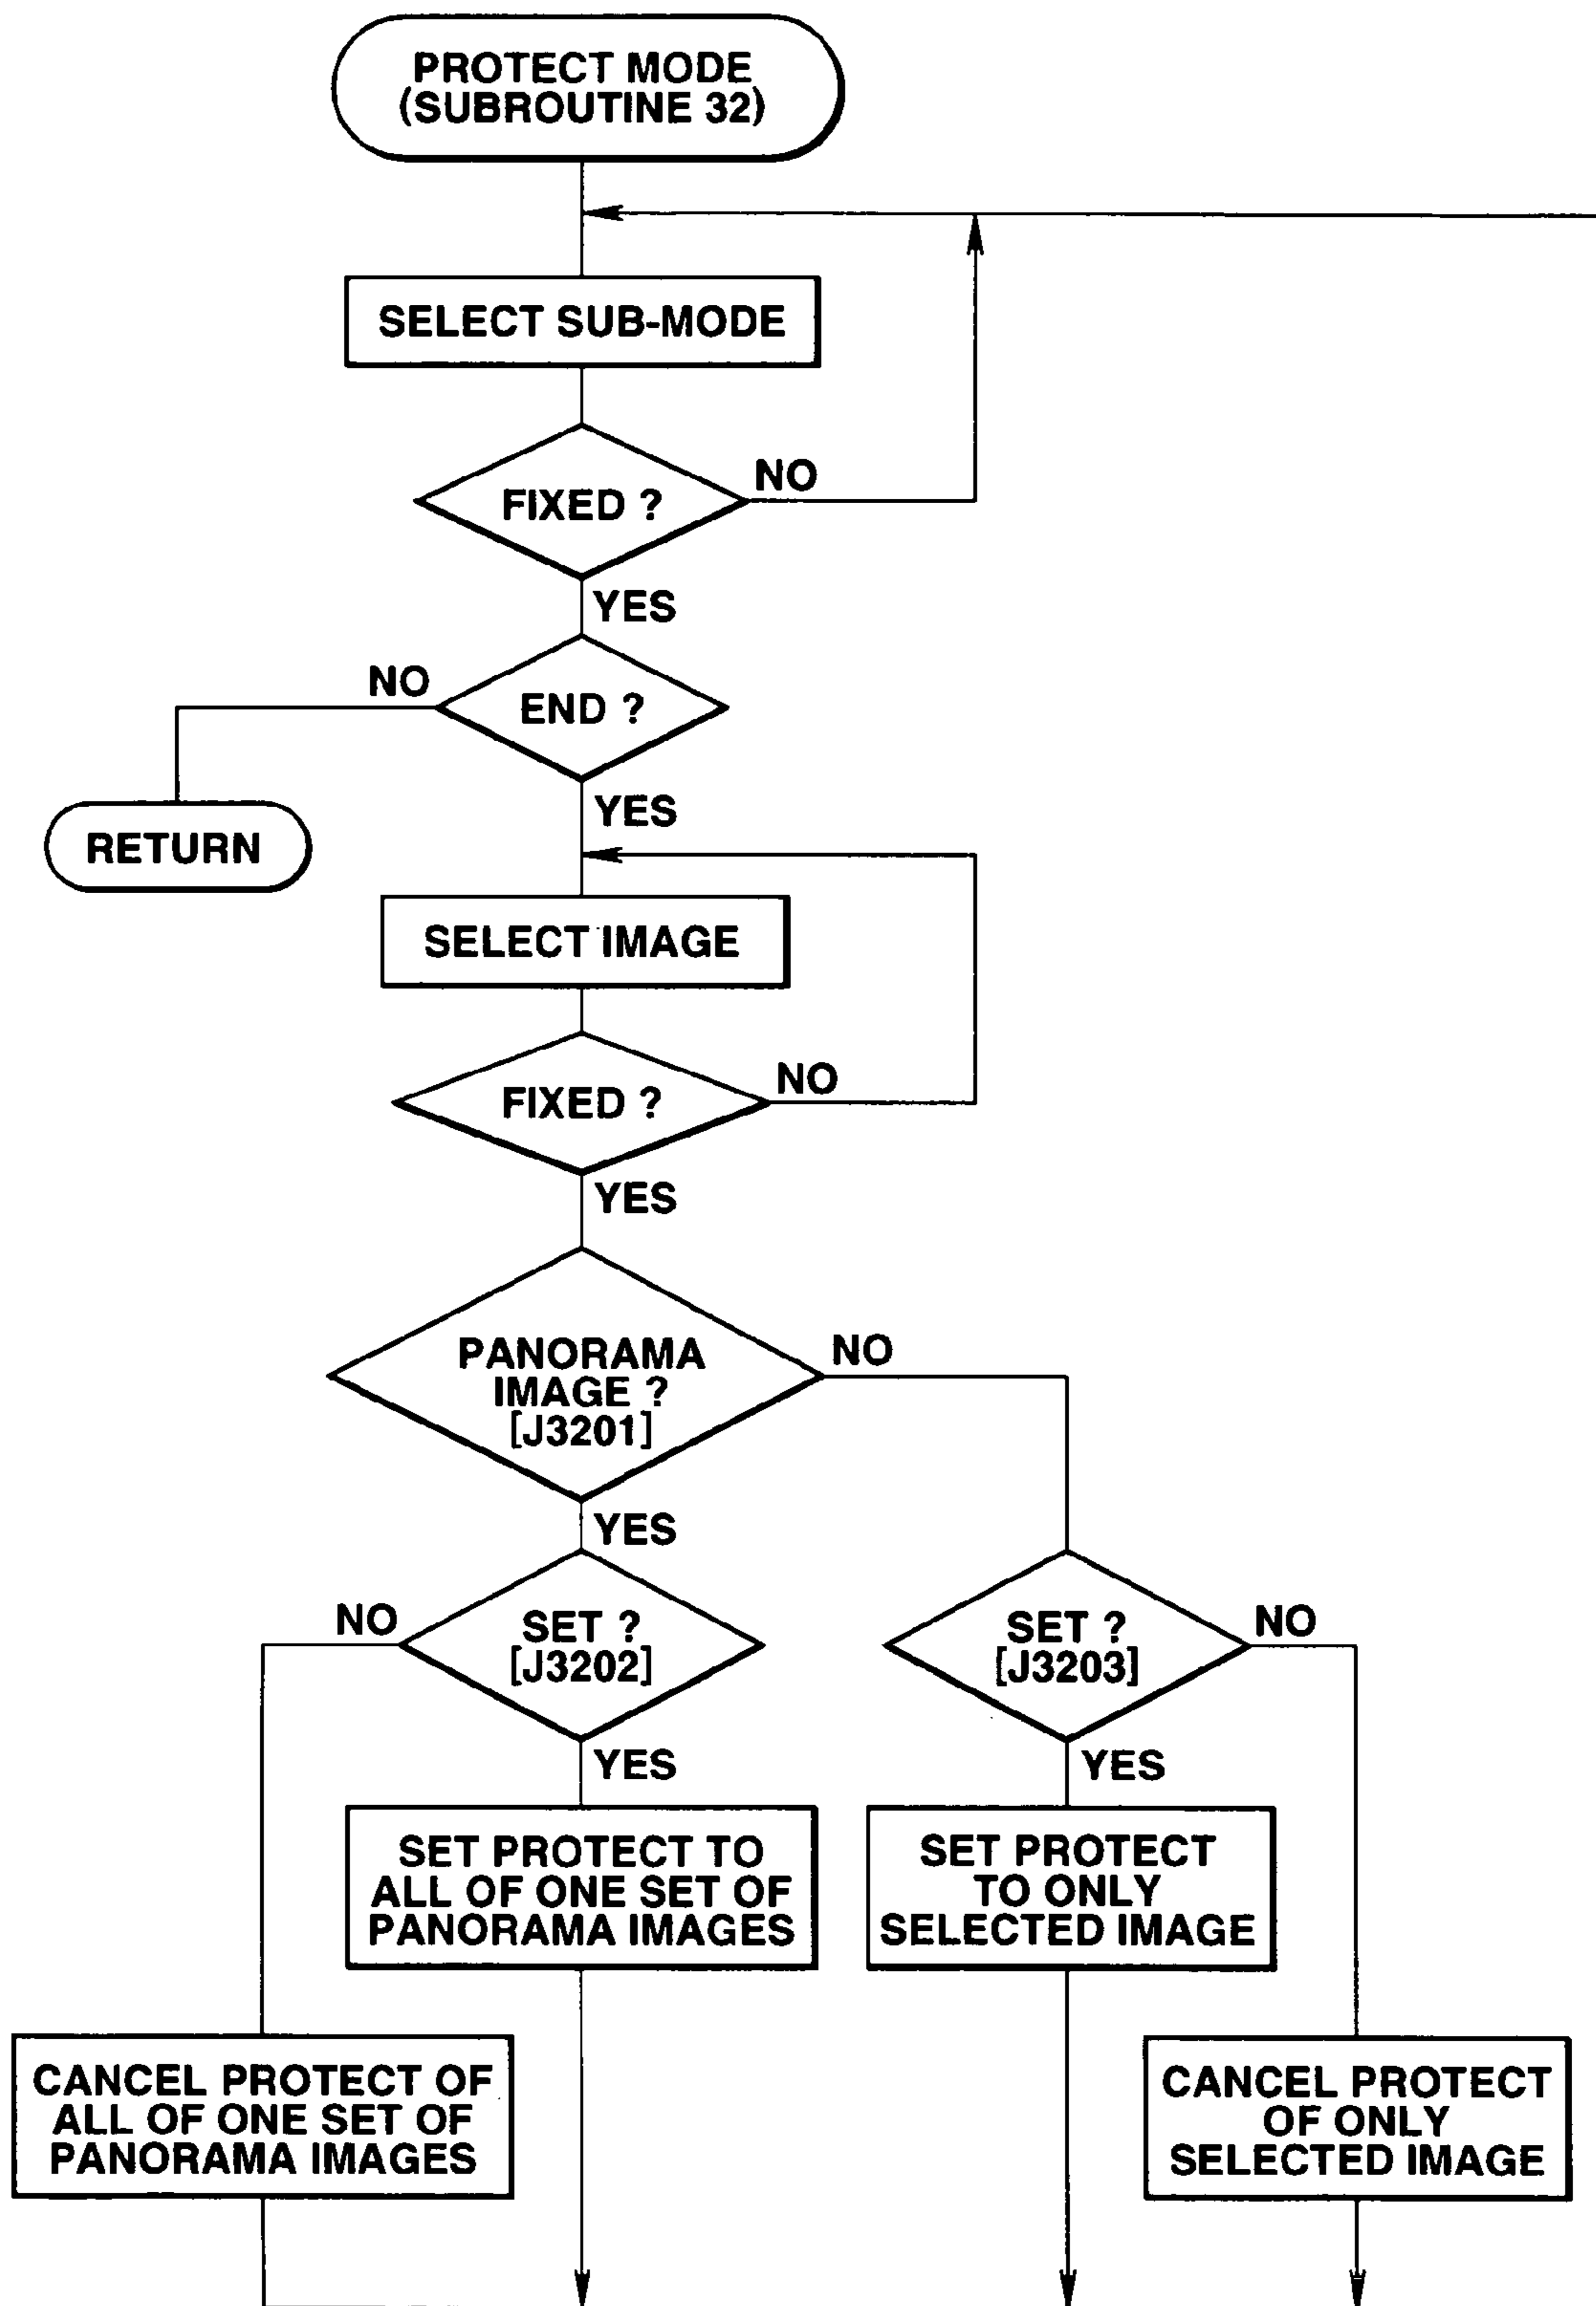 PROTECT MODE
(SUBROUTINE 32)
SELECT SUB-MODE
FIXED ?
NO
YES
END ?
NO
YES
RETURN
SELECT IMAGE
FIXED ?
NO
YES
PANORAMA
IMAGE ?
[J3201]
NO
YES
SET ?
[J3202]
NO
YES
SET ?
[J3203]
NO
YES
SET PROTECT TO
ALL OF ONE SET OF
PANORAMA IMAGES
SET PROTECT
TO ONLY
SELECTED IMAGE
CANCEL PROTECT OF
ALL OF ONE SET OF
PANORAMA IMAGES
CANCEL PROTECT
OF ONLY
SELECTED IMAGE